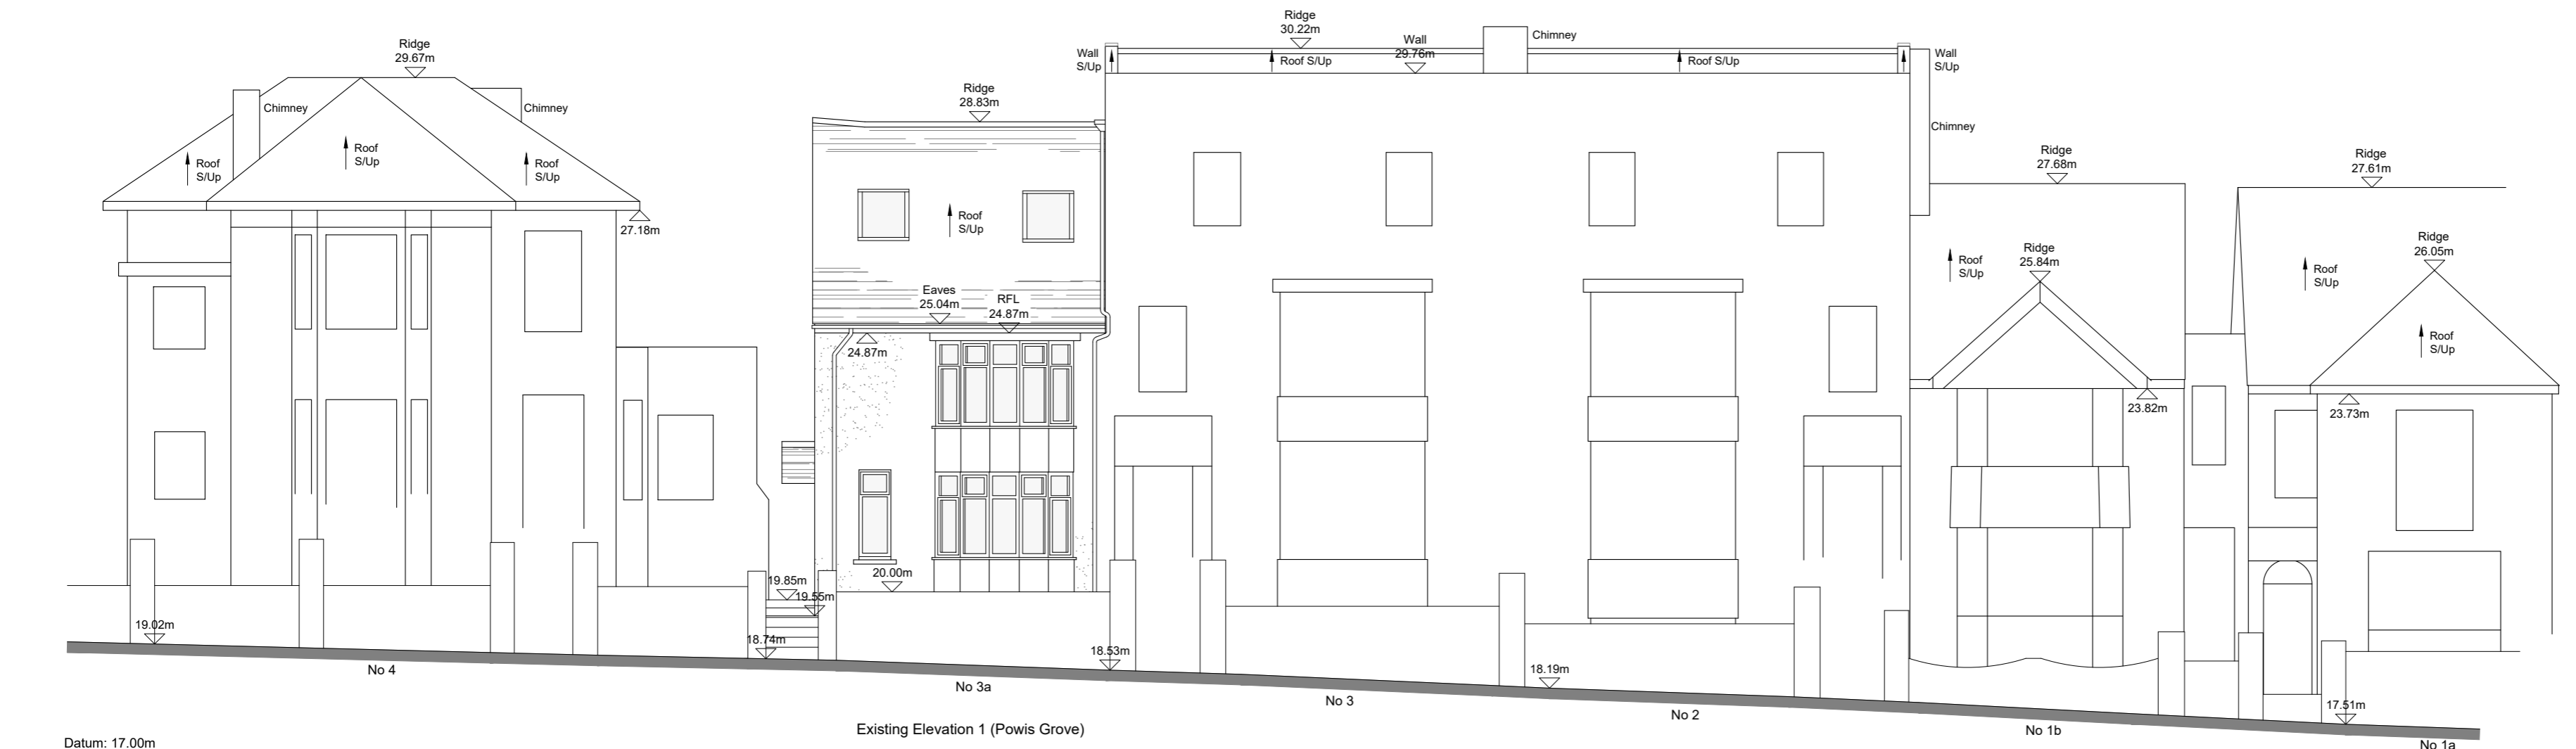 Ridge
29.67m
Chimney
Chimney
Roof
S/Up
Roof
S/Up
Roof
S/Up
27.18m
19.02m
No 4
Ridge
28.83m
Roof
S/Up
Eaves
25.04m
RFL
24.87m
24.87m
20.00m
19.85m
19.55m
18.74m
No 3a
Wall
S/Up
Ridge
30.22m
Roof S/Up
Wall
29.76m
Chimney
Roof S/Up
Wall
S/Up
Chimney
18.53m
No 3
18.19m
No 2
Ridge
27.68m
Roof
S/Up
Ridge
25.84m
23.82m
No 1b
Ridge
27.61m
Roof
S/Up
Ridge
26.05m
Roof
S/Up
23.73m
17.51m
No 1a
Existing Elevation 1 (Powis Grove)
Datum: 17.00m